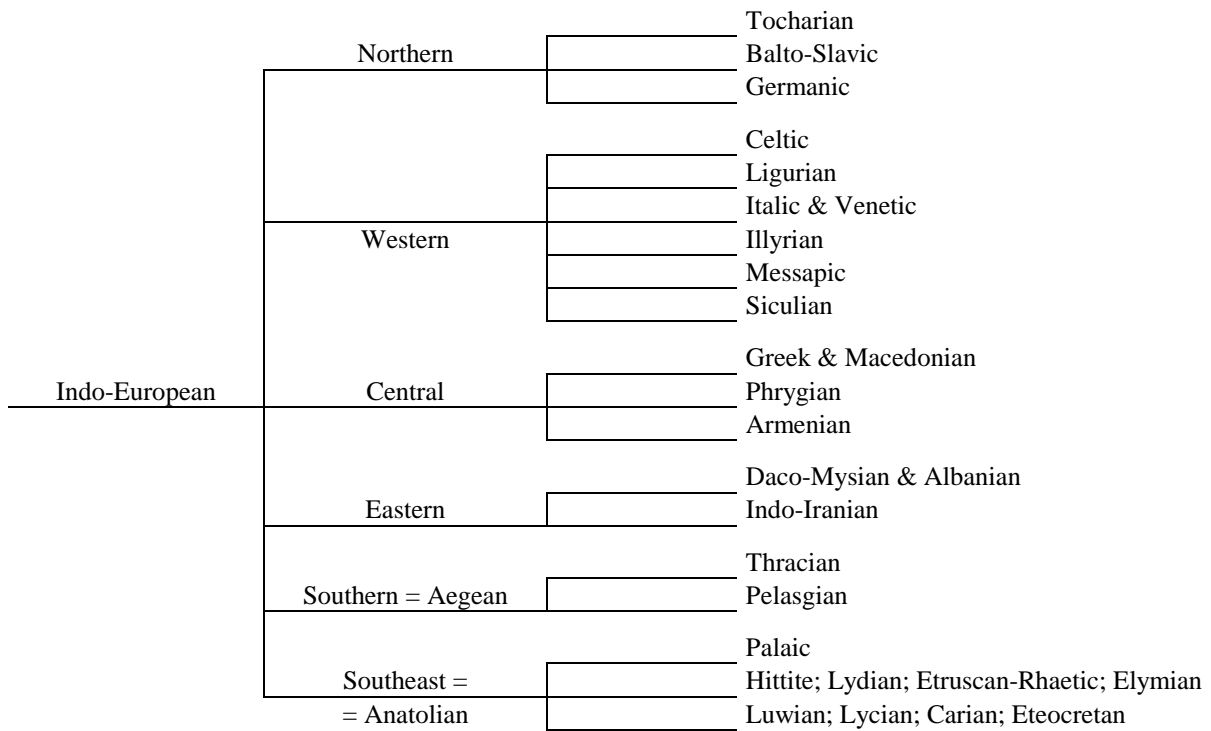 Tocharian
Northern Balto-Slavic
Germanic
Celtic
Ligurian
Italic & Venetic
Western Illyrian
Messapic
Siculian
Greek & Macedonian
Indo-European Central Phrygian
Armenian
Daco-Mysian & Albanian
Eastern Indo-Iranian
Thracian
Southern = Aegean Pelasgian
Palaic
Southeast = Hittite; Lydian; Etruscan-Rhaetic; Elymian
= Anatolian Luwian; Lycian; Carian; Eteocretan